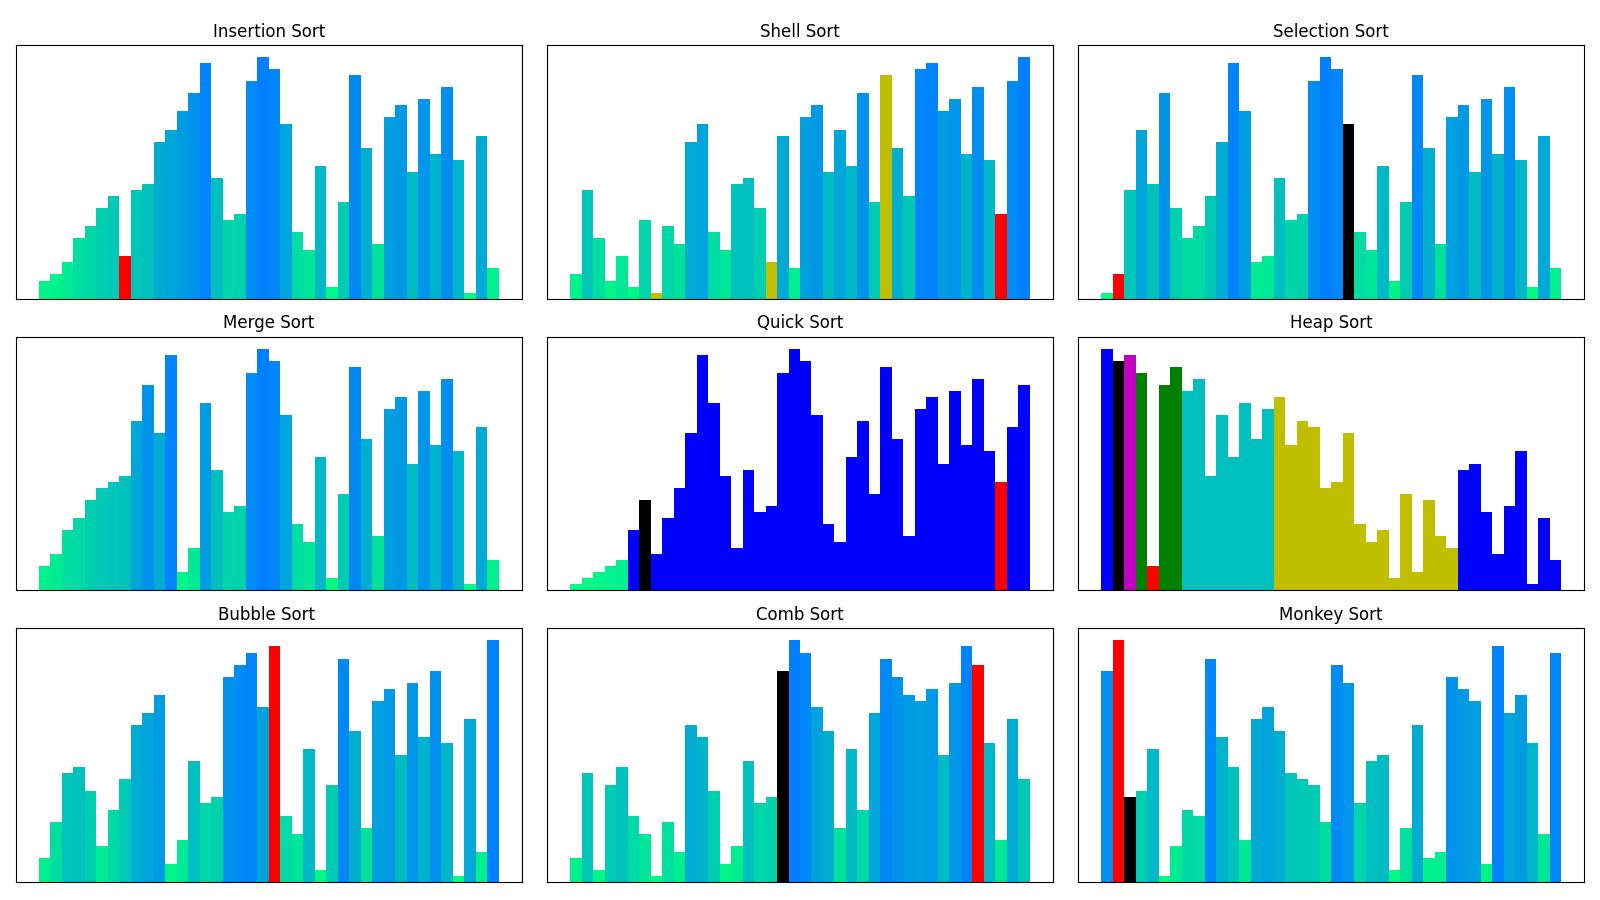 Insertion Sort
Shell Sort
Selection Sort
Merge Sort
Quick Sort
Heap Sort
Bubble Sort
Comb Sort
Monkey Sort